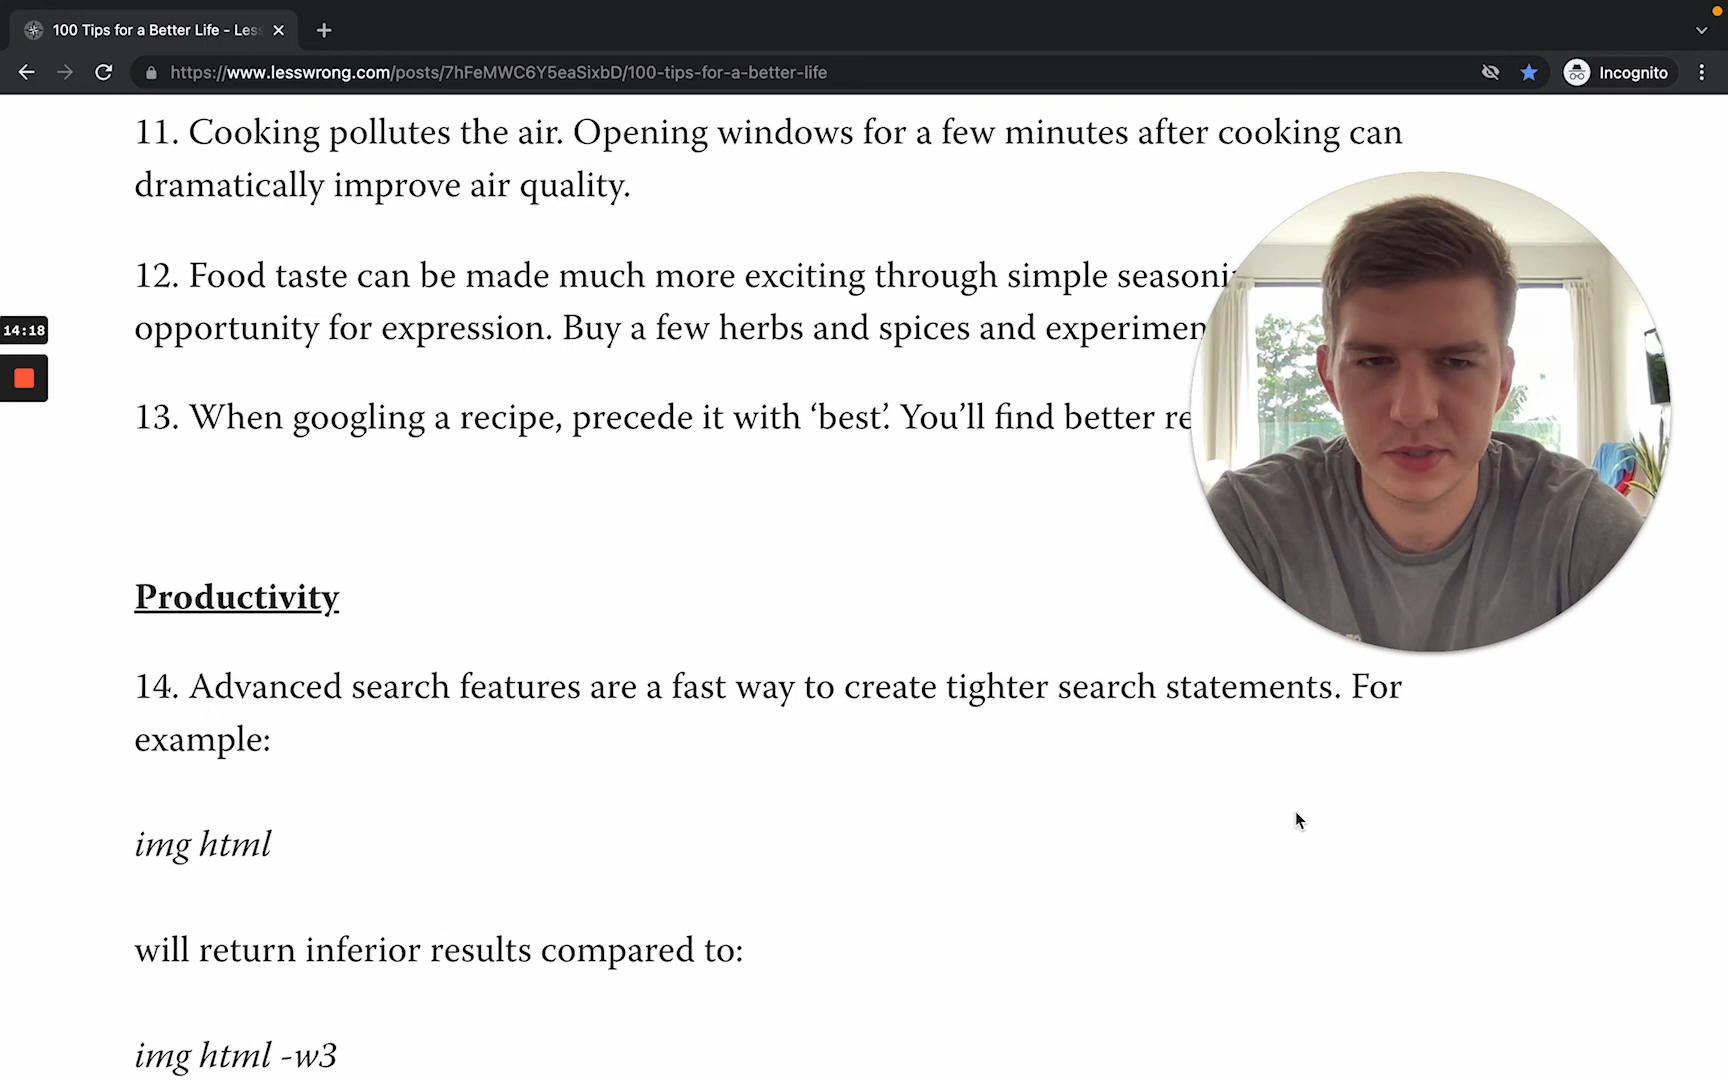 100 Tips for a Better Life - Les
https://www.lesswrong.com/posts/7hFeMWC6Y5eaSixbD/100-tips-for-a-better-life
Incognito
11. Cooking pollutes the air. Opening windows for a few minutes after cooking can
dramatically improve air quality.
12. Food taste can be made much more exciting through simple
opportunity for expression. Buy a few herbs and spices and
14:18
13. When googling a recipe, precede it with ‘best’. You’ll find better
Productivity
14. Advanced search features are a fast way to create tighter search statements. For
example:
img html
will return inferior results compared to:
img html -w3